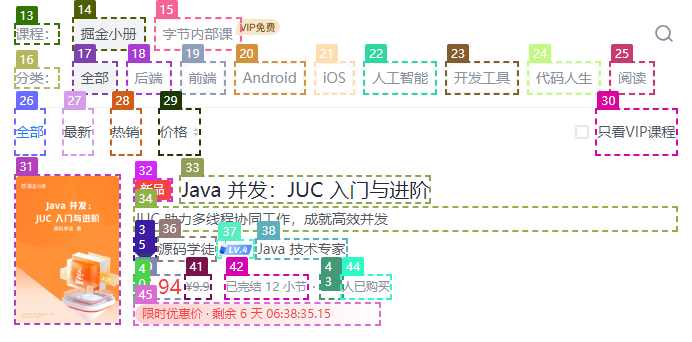 13 14 15
课程： 掘金小册 字节内部课 VIP免费
16 17 18 19 20 21 22 23 24 25
分类： 全部 后端 前端 Android iOS 人工智能 开发工具 代码人生 阅读
26 27 28 29 30
全部 最新 热销 价格 只看VIP课程
31 32 33
掘金小册
Java 并发：
JUC 入门与进阶
源码学徒 著
新品 Java 并发：JUC 入门与进阶
34
JUC 助力多线程协同工作，成就高效并发
35 36 37 38
源码学徒 LV.4 Java 技术专家
40 41 42 43 44
94 ¥9.9 已完结 12 小节 · 人已购买
45
限时优惠价 · 剩余 6 天 06:38:35.15